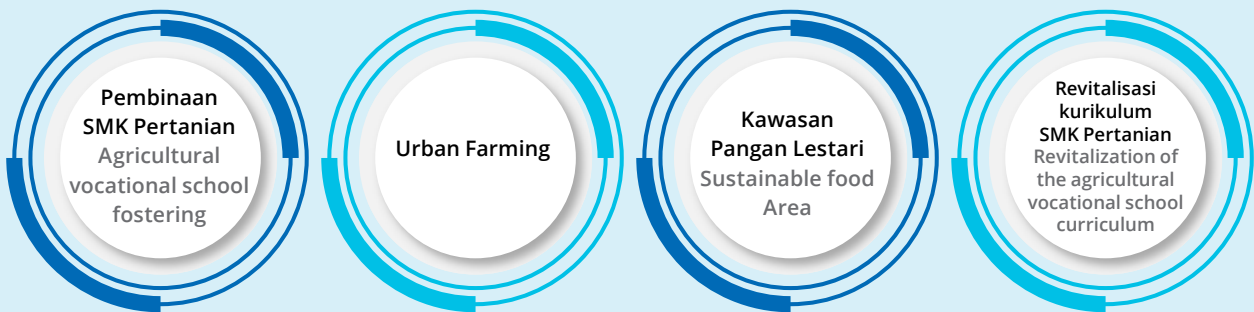 Pembinaan
SMK Pertanian
Agricultural
vocational school
fostering
Urban Farming
Kawasan
Pangan Lestari
Sustainable food
Area
Revitalisasi
kurikulum
SMK Pertanian
Revitalization of
the agricultural
vocational school
curriculum